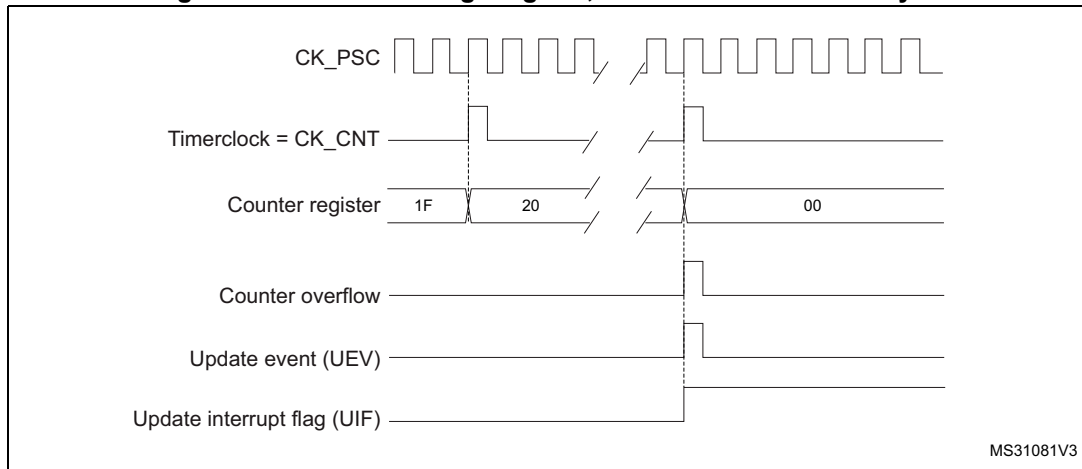 CK_PSC
Timerclock = CK_CNT
Counter register
1F
20
00
Counter overflow
Update event (UEV)
Update interrupt flag (UIF)
MS31081V3